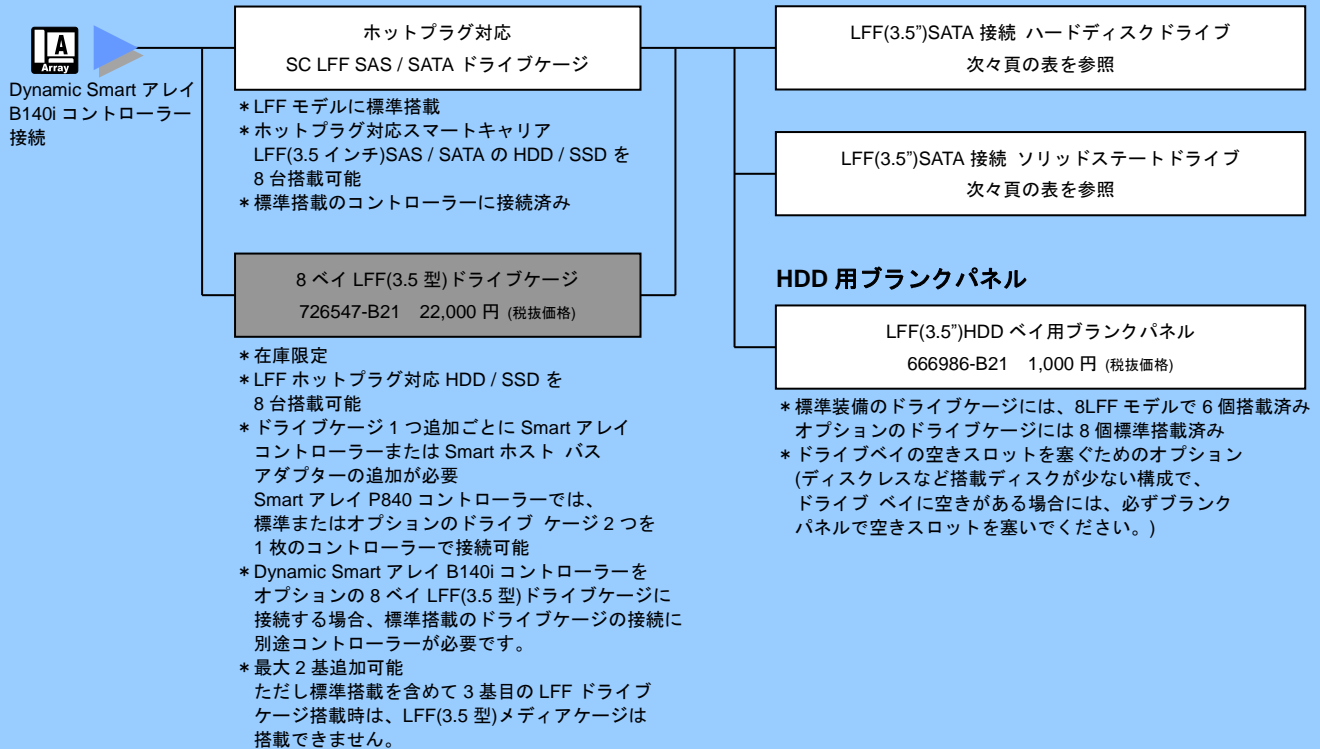 A
Array
Dynamic Smart アレイ
B140i コントローラー
接続
ホットプラグ対応
SC LFF SAS / SATA ドライブケージ
＊LFF モデルに標準搭載
＊ホットプラグ対応スマートキャリア
LFF(3.5 インチ)SAS / SATA の HDD / SSD を
8 台搭載可能
＊標準搭載のコントローラーに接続済み
8 ベイ LFF(3.5 型)ドライブケージ
726547-B21 22,000 円 (税抜価格)
＊在庫限定
＊LFF ホットプラグ対応 HDD / SSD を
8 台搭載可能
＊ドライブケージ 1 つ追加ごとに Smart アレイ
コントローラーまたは Smart ホスト バス
アダプターの追加が必要
Smart アレイ P840 コントローラーでは、
標準またはオプションのドライブ ケージ 2 つを
1 枚のコントローラーで接続可能
＊Dynamic Smart アレイ B140i コントローラーを
オプションの 8 ベイ LFF(3.5 型)ドライブケージに
接続する場合、標準搭載のドライブケージの接続に
別途コントローラーが必要です。
＊最大 2 基追加可能
ただし標準搭載を含めて 3 基目の LFF ドライブ
ケージ搭載時は、LFF(3.5 型)メディアケージは
搭載できません。
LFF(3.5”)SATA 接続 ハードディスクドライブ
次々頁の表を参照
LFF(3.5”)SATA 接続 ソリッドステートドライブ
次々頁の表を参照
HDD 用ブランクパネル
LFF(3.5”)HDD ベイ用ブランクパネル
666986-B21 1,000 円 (税抜価格)
＊標準装備のドライブケージには、8LFF モデルで 6 個搭載済み
オプションのドライブケージには 8 個標準搭載済み
＊ドライブベイの空きスロットを塞ぐためのオプション
(ディスクレスなど搭載ディスクが少ない構成で、
ドライブ ベイに空きがある場合には、必ずブランク
パネルで空きスロットを塞いでください。)